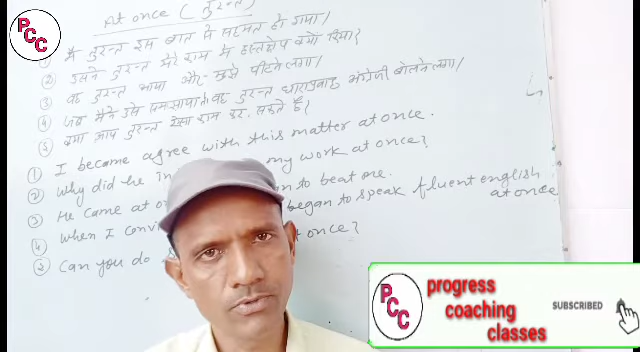 PCC
At once (तुरन्त)
① मैं तुरन्त इस बात से सहमत हो गया।
② उसने तुरन्त मेरे काम में हस्तक्षेप क्यों किया?
③ वह तुरन्त आया और मुझे पीटने लगा।
④ जब मैंने उसे समझाया तो वह तुरन्त धाराप्रवाह अंग्रेजी बोलने लगा।
⑤ क्या आप तुरन्त ऐसा काम कर सकते हैं?
① I became agree with this matter at once.
② Why did he in my work at once?
③ He came at to beat me.
④ When I began to speak fluent english at once
⑤ Can you do at once?
PCC
progress
coaching
classes
SUBSCRIBED